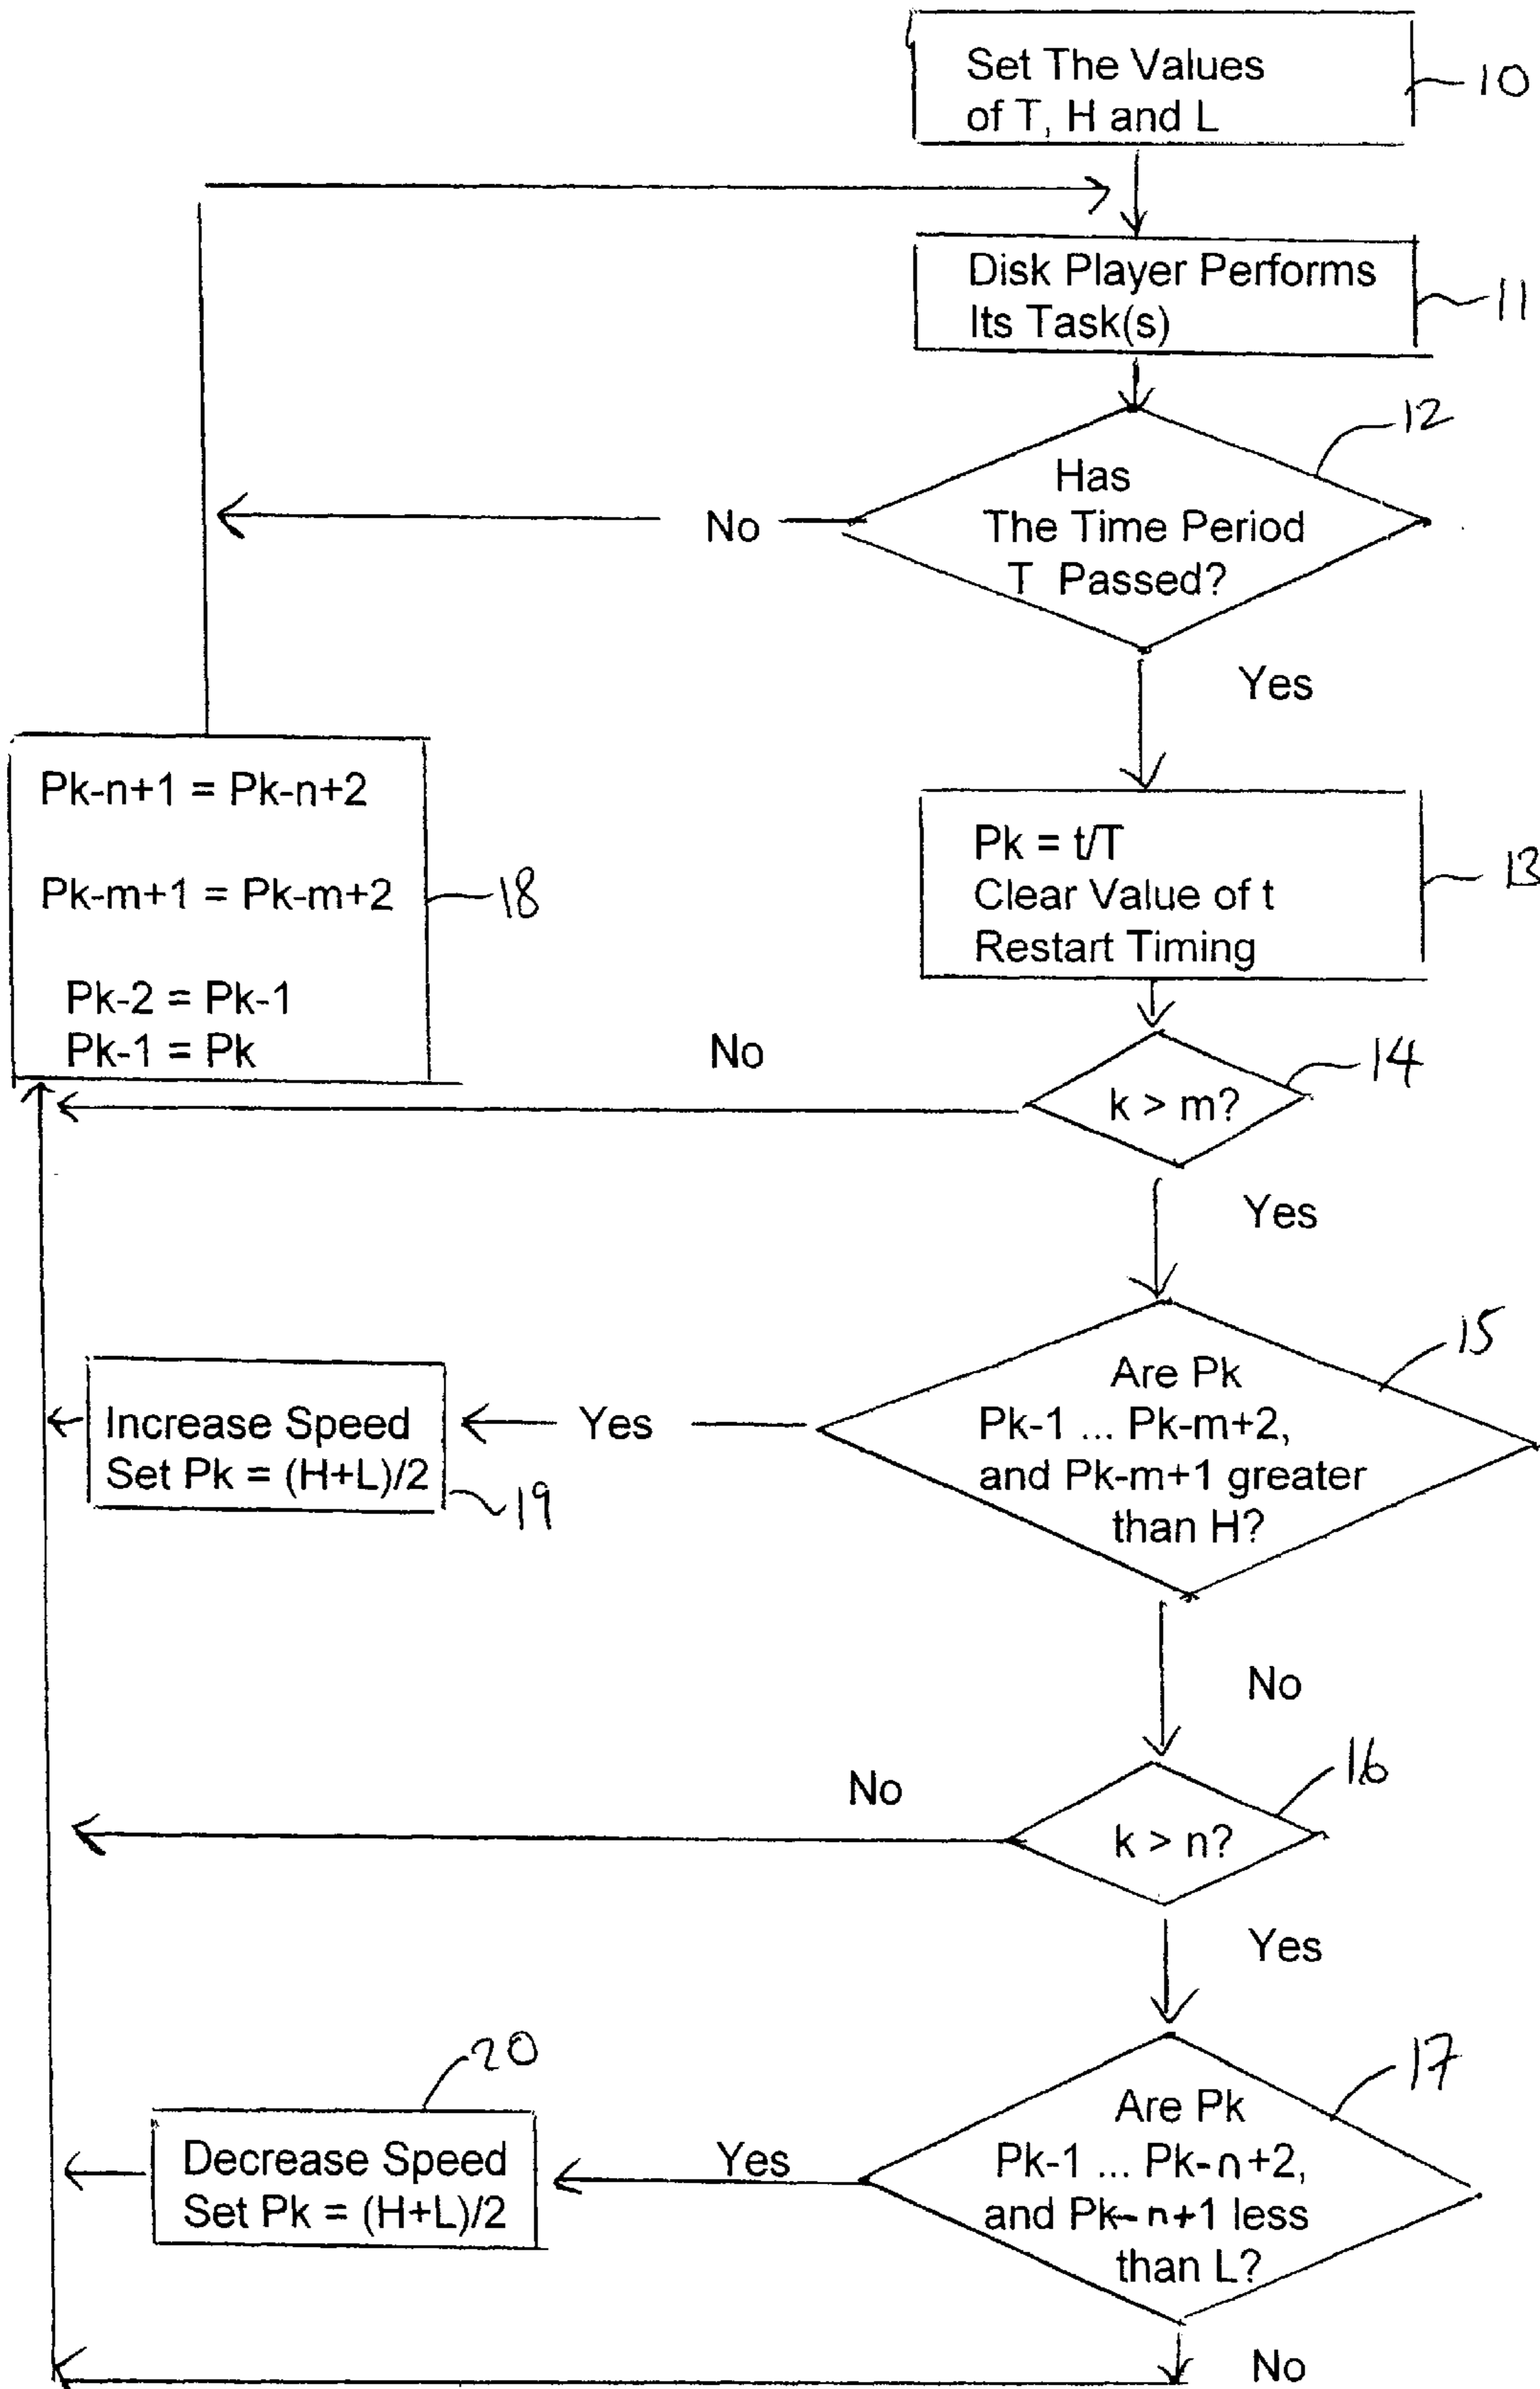 Set The Values
of T, H and L
10
Disk Player Performs
Its Task(s)
11
12
Has
The Time Period
T Passed?
No
Yes
Pk-n+1 = Pk-n+2
Pk-m+1 = Pk-m+2
Pk-2 = Pk-1
Pk-1 = Pk
18
Pk = t/T
Clear Value of t
Restart Timing
13
No
14
k > m?
Yes
15
Are Pk
Pk-1 ... Pk-m+2,
and Pk-m+1 greater
than H?
Yes
Increase Speed
Set Pk = (H+L)/2
19
No
16
No
k > n?
Yes
17
Are Pk
Pk-1 ... Pk-n+2,
and Pk-n+1 less
than L?
Yes
20
Decrease Speed
Set Pk = (H+L)/2
No